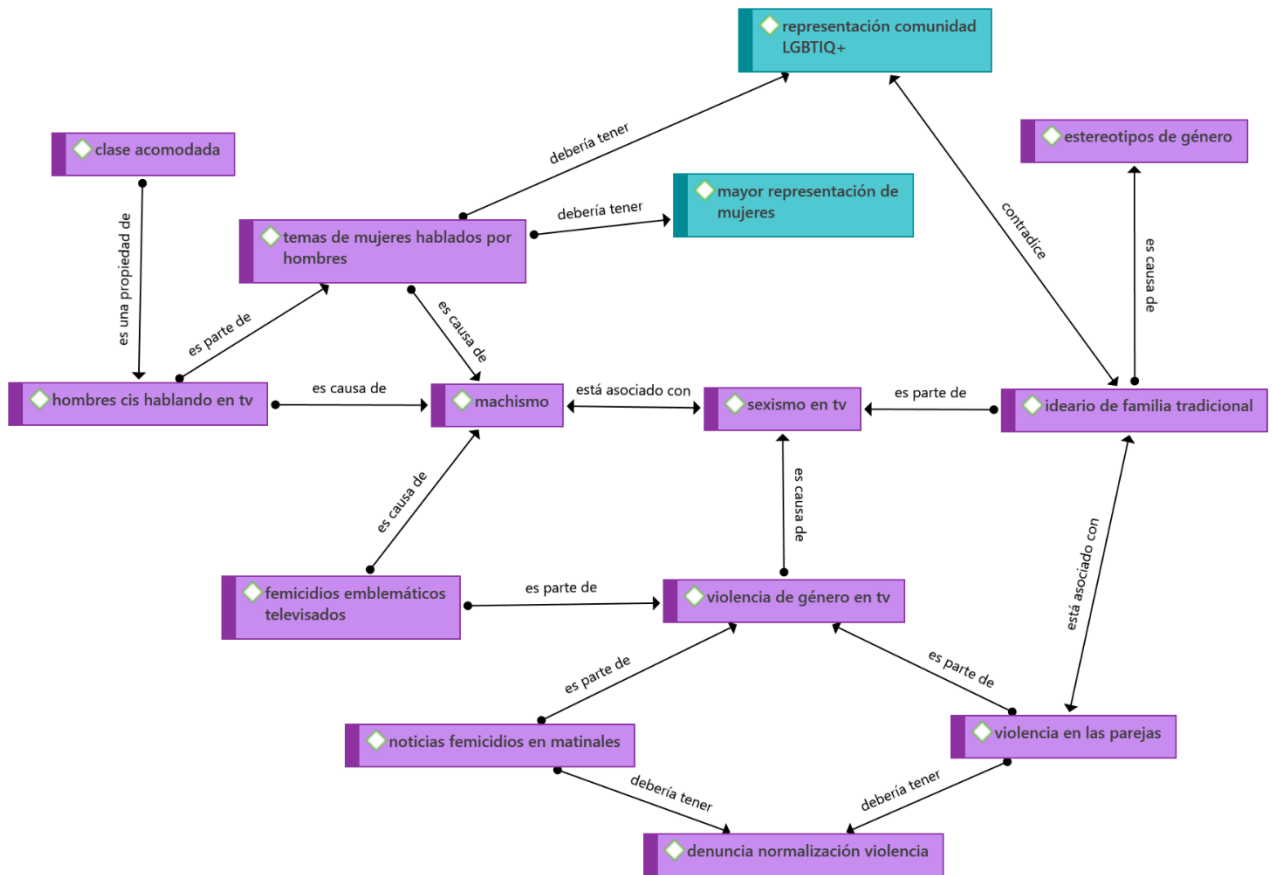 representación comunidad
LGBTIQ+
clase acomodada
estereotipos de género
debería tener
mayor representación de
mujeres
debería tener
temas de mujeres hablados por
hombres
contradice
es una propiedad de
es causa de
es parte de
es causa de
hombres cis hablando en tv
es causa de
machismo
está asociado con
sexismo en tv
es parte de
ideario de familia tradicional
es causa de
es causa de
está asociado con
femicidios emblemáticos
televisados
es parte de
violencia de género en tv
es parte de
es parte de
noticias femicidios en matinales
violencia en las parejas
debería tener
debería tener
denuncia normalización violencia